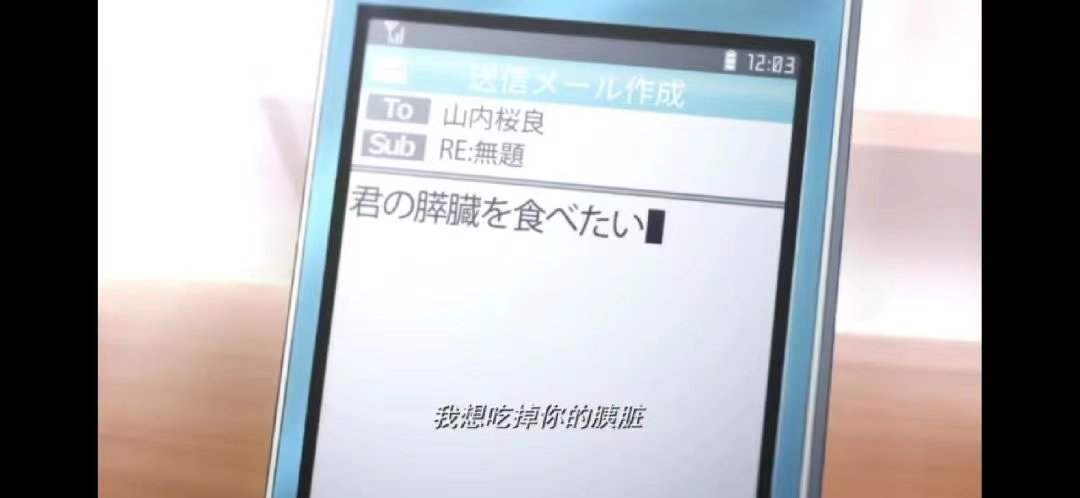 12:03
送信メール作成
To 山内桜良
Sub RE:無題
君の膵臓を食べたい
我想吃掉你的胰脏